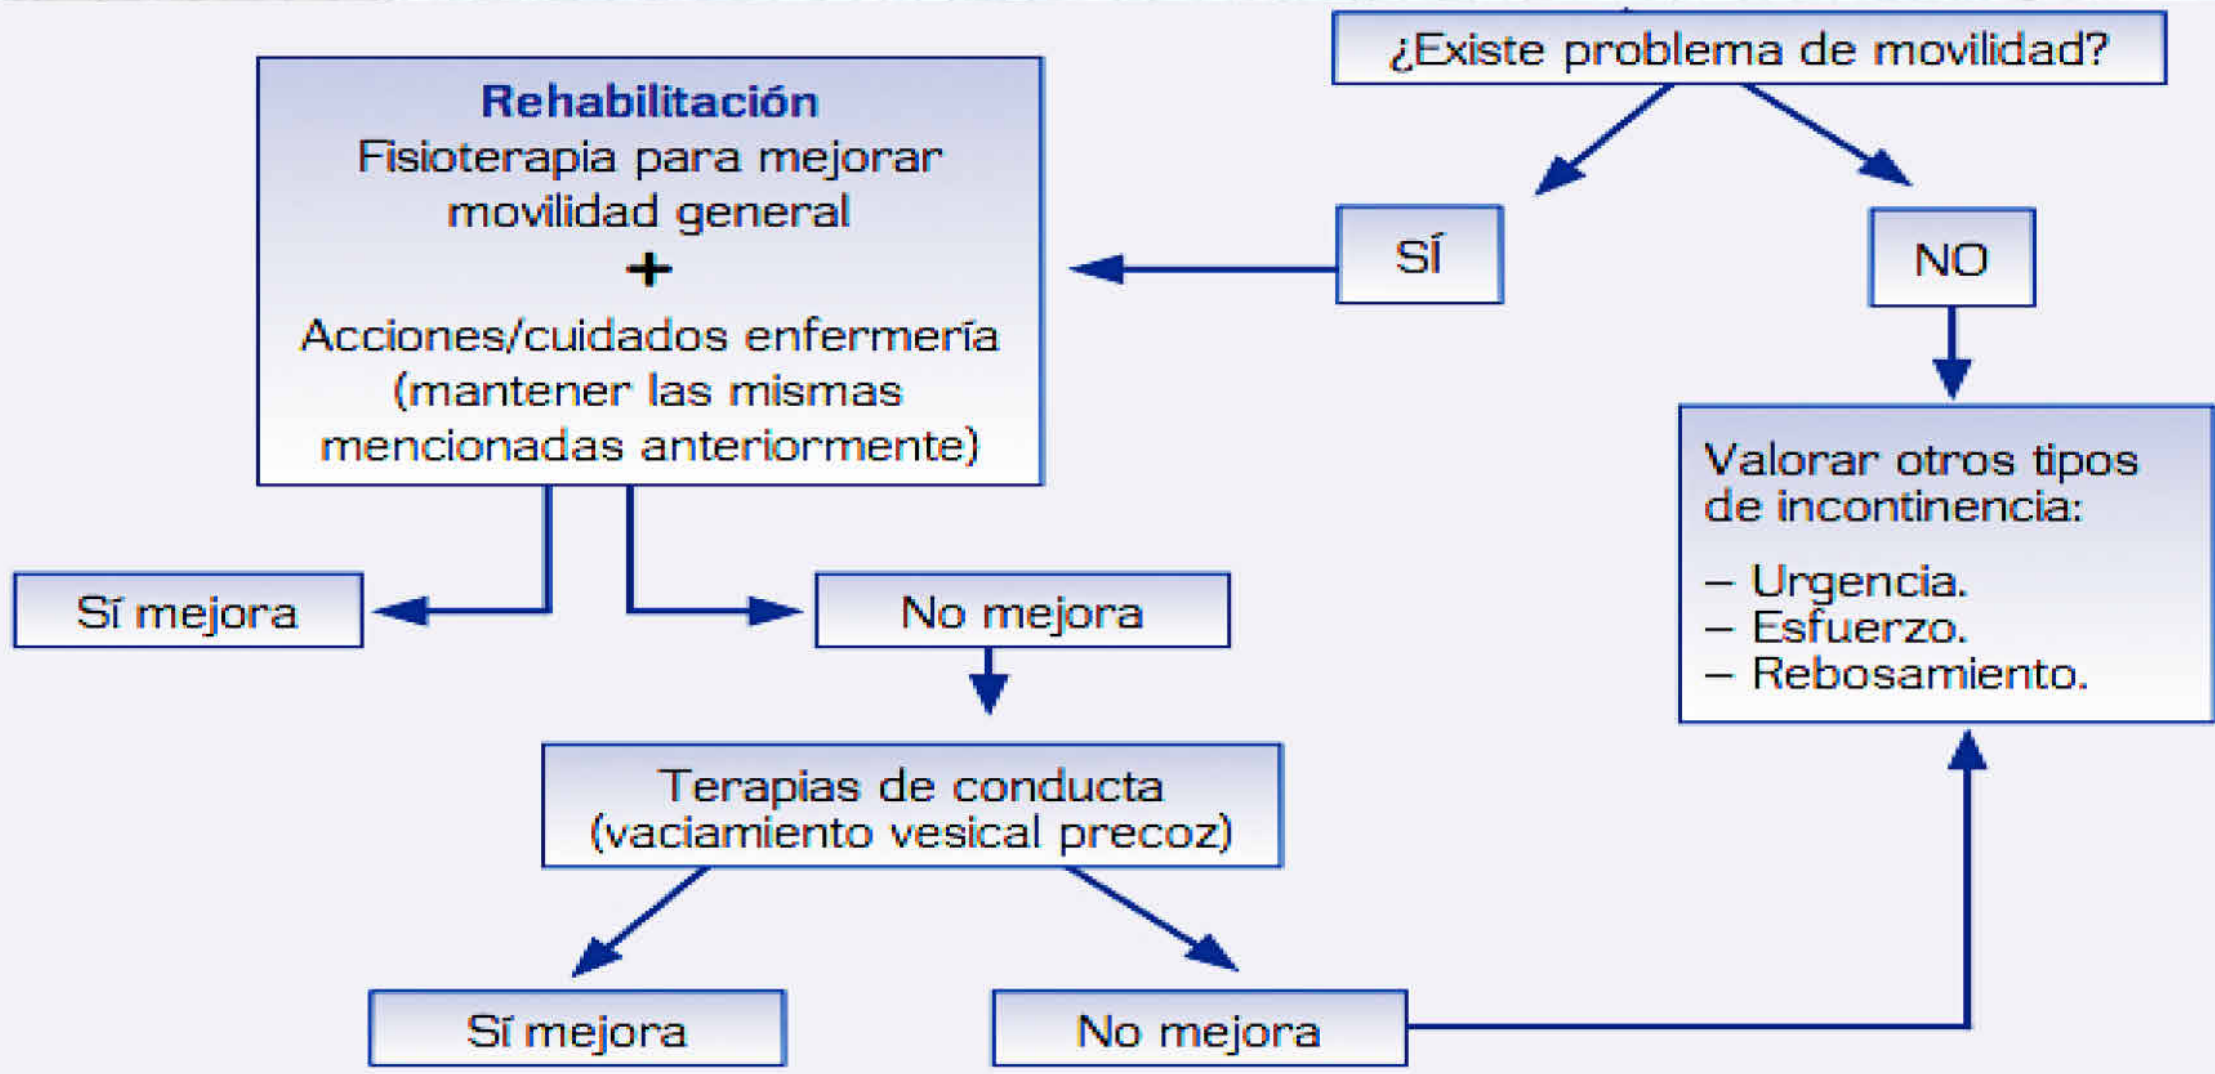 ¿Existe problema de movilidad?
Rehabilitación
Fisioterapia para mejorar
movilidad general
+
Acciones/cuidados enfermería
(mantener las mismas
mencionadas anteriormente)
SÍ
NO
Valorar otros tipos
de incontinencia:
– Urgencia.
– Esfuerzo.
– Rebosamiento.
Sí mejora
No mejora
Terapias de conducta
(vaciamiento vesical precoz)
Sí mejora
No mejora